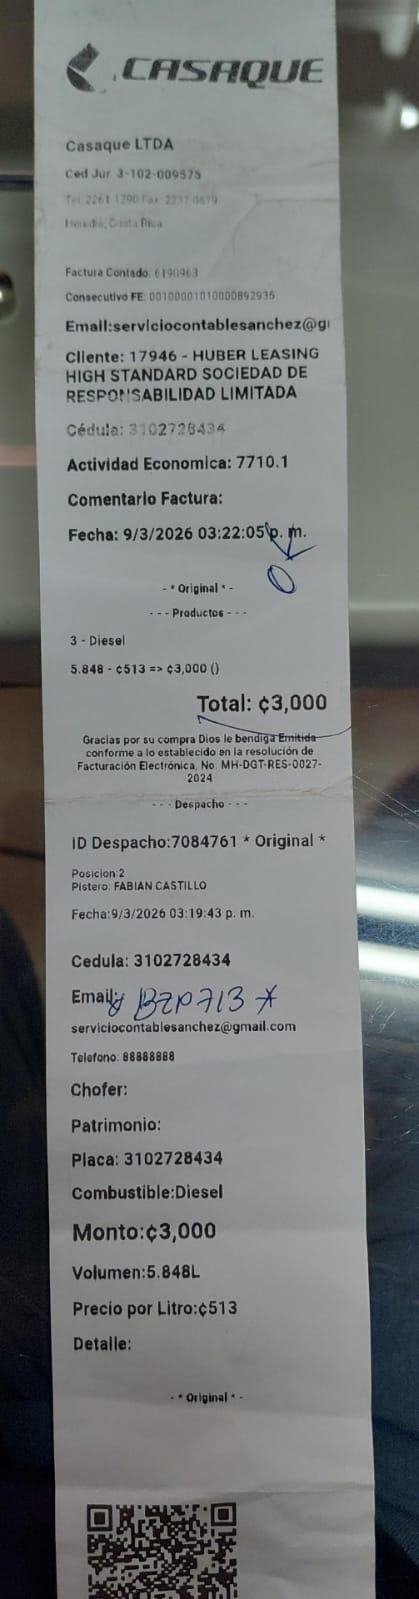 CASAQUE
Casaque LTDA
Ced Jur. 3-102-009575
Tel: 2261-1290 Fax: 2237-0619
Heredia, Costa Rica
Factura Contado: 6190963
Consecutivo FE: 00100001010000892935
Email:serviciocontablesanchez@g
Cliente: 17946 - HUBER LEASING
HIGH STANDARD SOCIEDAD DE
RESPONSABILIDAD LIMITADA
Cédula: 3102728434
Actividad Economica: 7710.1
Comentario Factura:
Fecha: 9/3/2026 03:22:05 p. m.
- * Original * -
- - - Productos - - -
3 - Diesel
5.848 - ¢513 => ¢3,000 ()
Total: ¢3,000
Gracias por su compra Dios le bendiga Emitida
conforme a lo establecido en la resolución de
Facturación Electrónica, No. MH-DGT-RES-0027-
2024
- - - Despacho - - -
ID Despacho:7084761 * Original *
Posicion:2
Pistero: FABIAN CASTILLO
Fecha:9/3/2026 03:19:43 p. m.
Cedula: 3102728434
Email: * BZP713 *
serviciocontablesanchez@gmail.com
Telefono: 88888888
Chofer:
Patrimonio:
Placa: 3102728434
Combustible:Diesel
Monto:¢3,000
Volumen:5.848L
Precio por Litro:¢513
Detalle:
- * Original * -